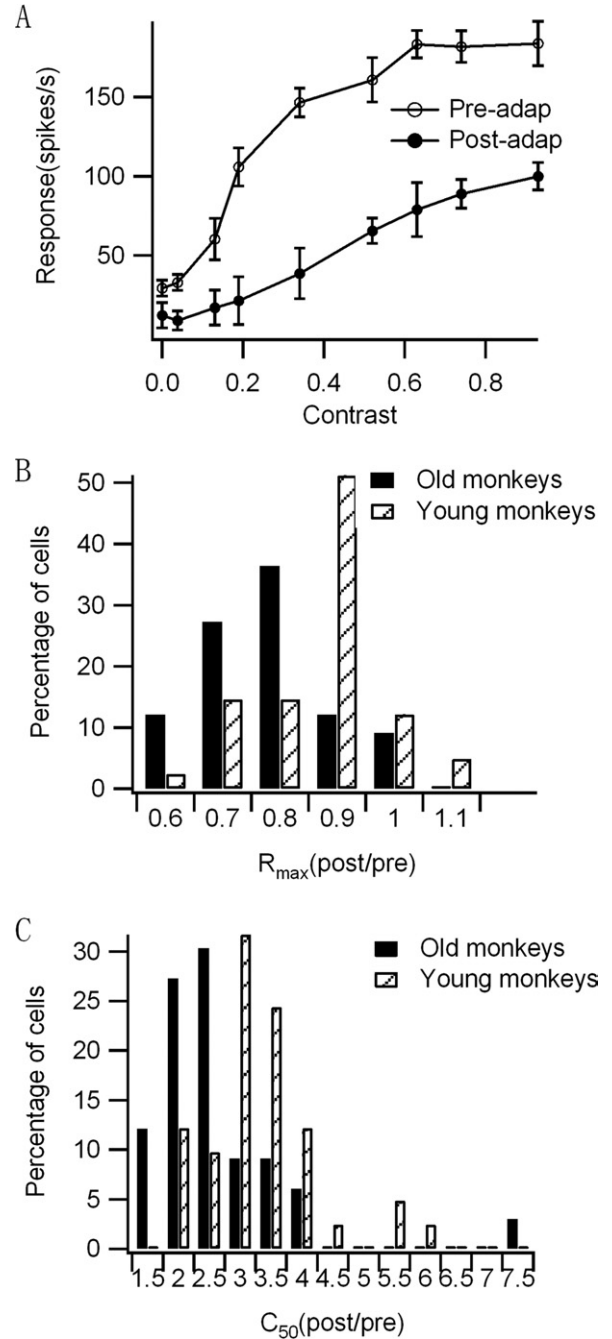 A
Response(spikes/s)
150
100
50
Pre-adap
Post-adap
0.0 0.2 0.4 0.6 0.8
Contrast
B
Percentage of cells
50
40
30
20
10
0
Old monkeys
Young monkeys
0.6 0.7 0.8 0.9 1 1.1
Rmax(post/pre)
C
Percentage of cells
30
25
20
15
10
5
0
Old monkeys
Young monkeys
1.5 2 2.5 3 3.5 4 4.5 5 5.5 6 6.5 7 7.5
C50(post/pre)